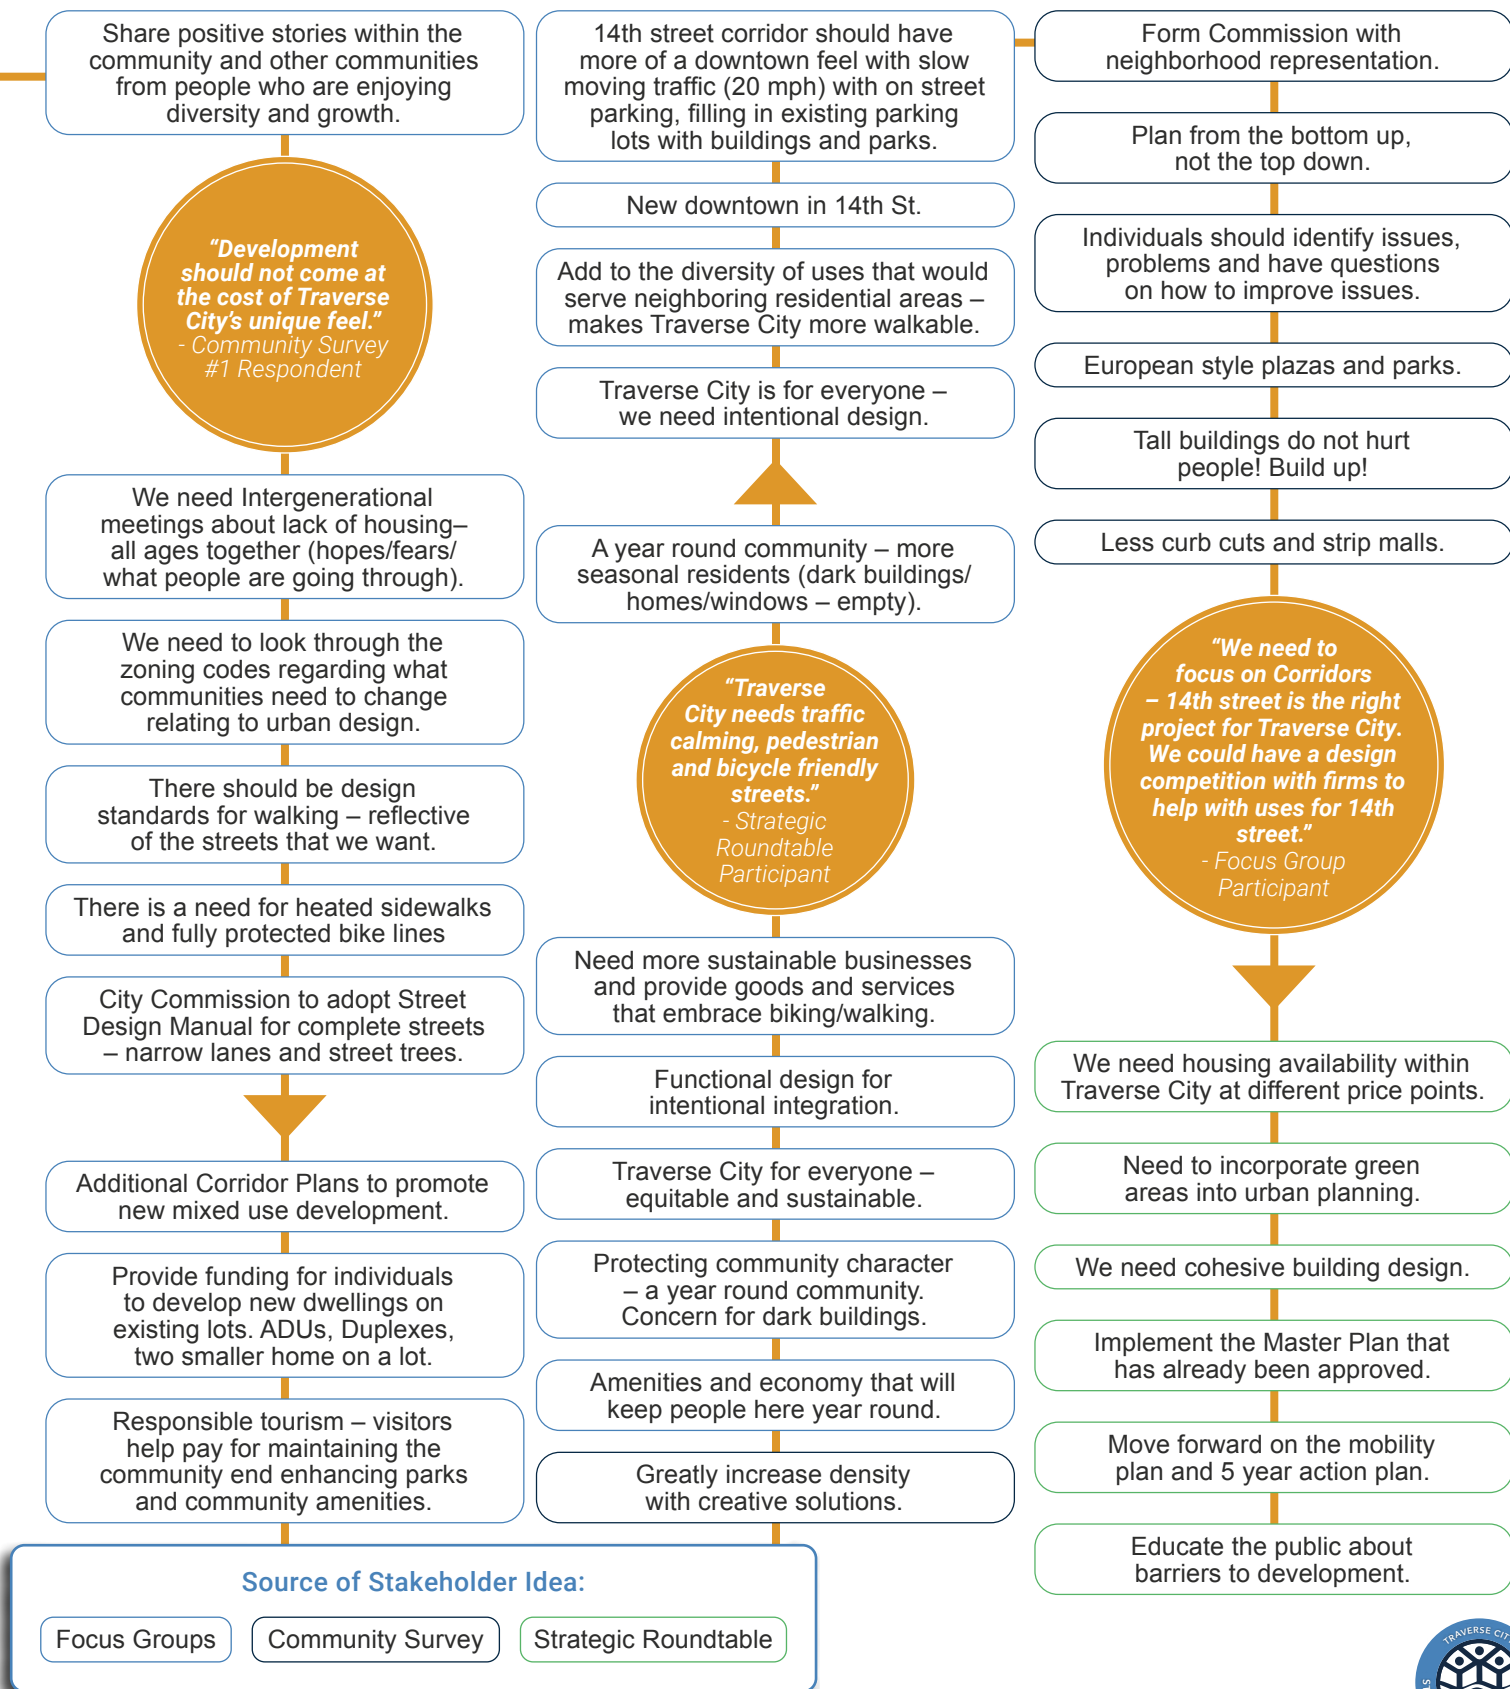 Share positive stories within the
community and other communities
from people who are enjoying
diversity and growth.
“Development
should not come at
the cost of Traverse
City’s unique feel.”
- Community Survey
#1 Respondent
We need Intergenerational
meetings about lack of housing–
all ages together (hopes/fears/
what people are going through).
We need to look through the
zoning codes regarding what
communities need to change
relating to urban design.
There should be design
standards for walking – reflective
of the streets that we want.
There is a need for heated sidewalks
and fully protected bike lines
City Commission to adopt Street
Design Manual for complete streets
– narrow lanes and street trees.
Additional Corridor Plans to promote
new mixed use development.
Provide funding for individuals
to develop new dwellings on
existing lots. ADUs, Duplexes,
two smaller home on a lot.
Responsible tourism – visitors
help pay for maintaining the
community end enhancing parks
and community amenities.
14th street corridor should have
more of a downtown feel with slow
moving traffic (20 mph) with on street
parking, filling in existing parking
lots with buildings and parks.
New downtown in 14th St.
Add to the diversity of uses that would
serve neighboring residential areas –
makes Traverse City more walkable.
Traverse City is for everyone –
we need intentional design.
A year round community – more
seasonal residents (dark buildings/
homes/windows – empty).
“Traverse
City needs traffic
calming, pedestrian
and bicycle friendly
streets.”
- Strategic
Roundtable
Participant
Need more sustainable businesses
and provide goods and services
that embrace biking/walking.
Functional design for
intentional integration.
Traverse City for everyone –
equitable and sustainable.
Protecting community character
– a year round community.
Concern for dark buildings.
Amenities and economy that will
keep people here year round.
Greatly increase density
with creative solutions.
Form Commission with
neighborhood representation.
Plan from the bottom up,
not the top down.
Individuals should identify issues,
problems and have questions
on how to improve issues.
European style plazas and parks.
Tall buildings do not hurt
people! Build up!
Less curb cuts and strip malls.
“We need to
focus on Corridors
– 14th street is the right
project for Traverse City.
We could have a design
competition with firms to
help with uses for 14th
street.”
- Focus Group
Participant
We need housing availability within
Traverse City at different price points.
Need to incorporate green
areas into urban planning.
We need cohesive building design.
Implement the Master Plan that
has already been approved.
Move forward on the mobility
plan and 5 year action plan.
Educate the public about
barriers to development.
Source of Stakeholder Idea:
Focus Groups
Community Survey
Strategic Roundtable
TRAVERSE